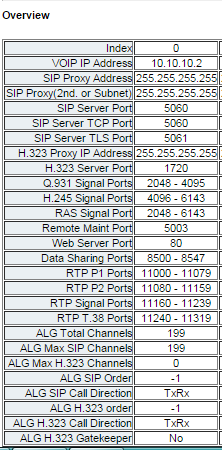 Overview
Index 0
VOIP IP Address 10.10.10.2
SIP Proxy Address 255.255.255.255
SIP Proxy(2nd. or Subnet) 255.255.255.255
SIP Server Port 5060
SIP Server TCP Port 5060
SIP Server TLS Port 5061
H.323 Proxy IP Address 255.255.255.255
H.323 Server Port 1720
Q.931 Signal Ports 2048 - 4095
H.245 Signal Ports 4096 - 6143
RAS Signal Port 2048 - 6143
Remote Maint Port 5003
Web Server Port 80
Data Sharing Ports 8500 - 8547
RTP P1 Ports 11000 - 11079
RTP P2 Ports 11080 - 11159
RTP Signal Ports 11160 - 11239
RTP T.38 Ports 11240 - 11319
ALG Total Channels 199
ALG Max SIP Channels 199
ALG Max H.323 Channels 0
ALG SIP Order -1
ALG SIP Call Direction TxRx
ALG H.323 order -1
ALG H.323 Call Direction TxRx
ALG H.323 Gatekeeper No